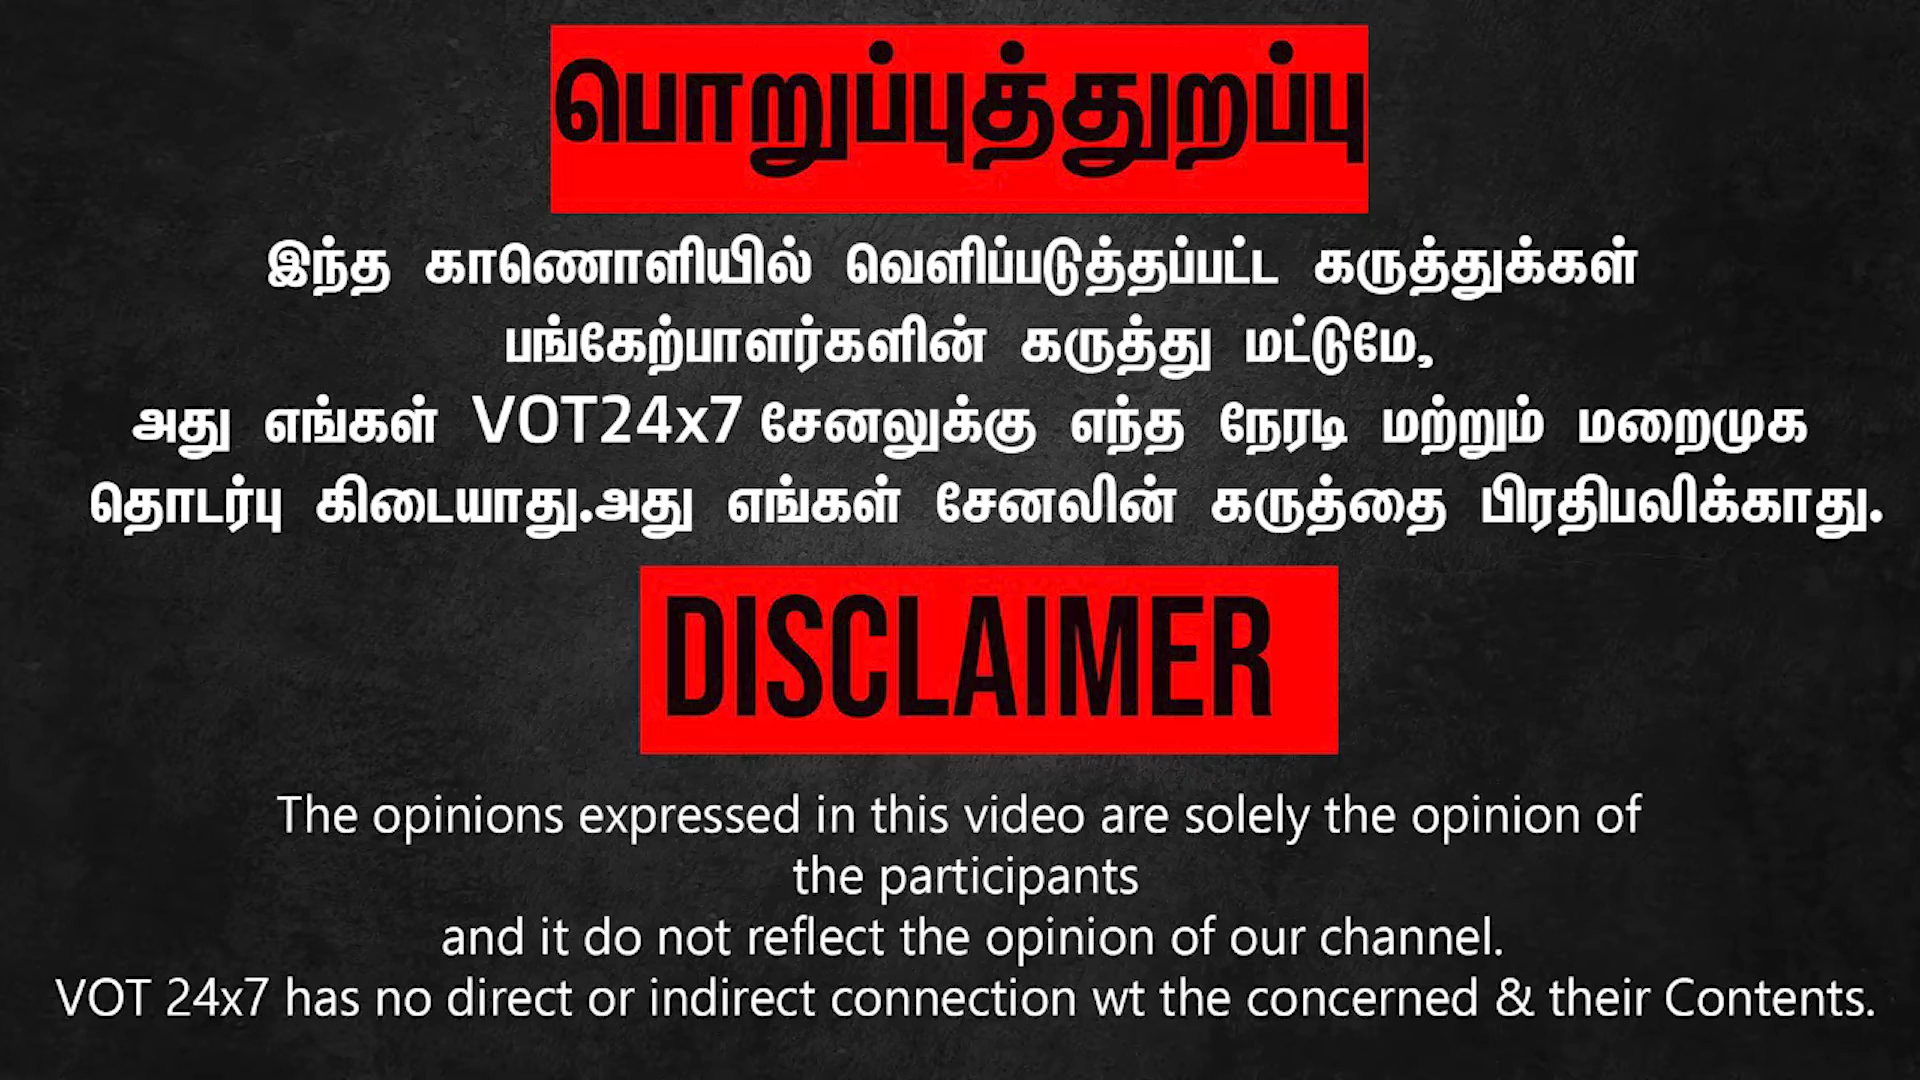 பொறுப்புத்துறப்பு
இந்த காணொளியில் வெளிப்படுத்தப்பட்ட கருத்துக்கள்
பங்கேற்பாளர்களின் கருத்து மட்டுமே,
அது எங்கள் VOT24x7 சேனலுக்கு எந்த நேரடி மற்றும் மறைமுக
தொடர்பு கிடையாது.அது எங்கள் சேனலின் கருத்தை பிரதிபலிக்காது.
DISCLAIMER
The opinions expressed in this video are solely the opinion of
the participants
and it do not reflect the opinion of our channel.
VOT 24x7 has no direct or indirect connection wt the concerned & their Contents.